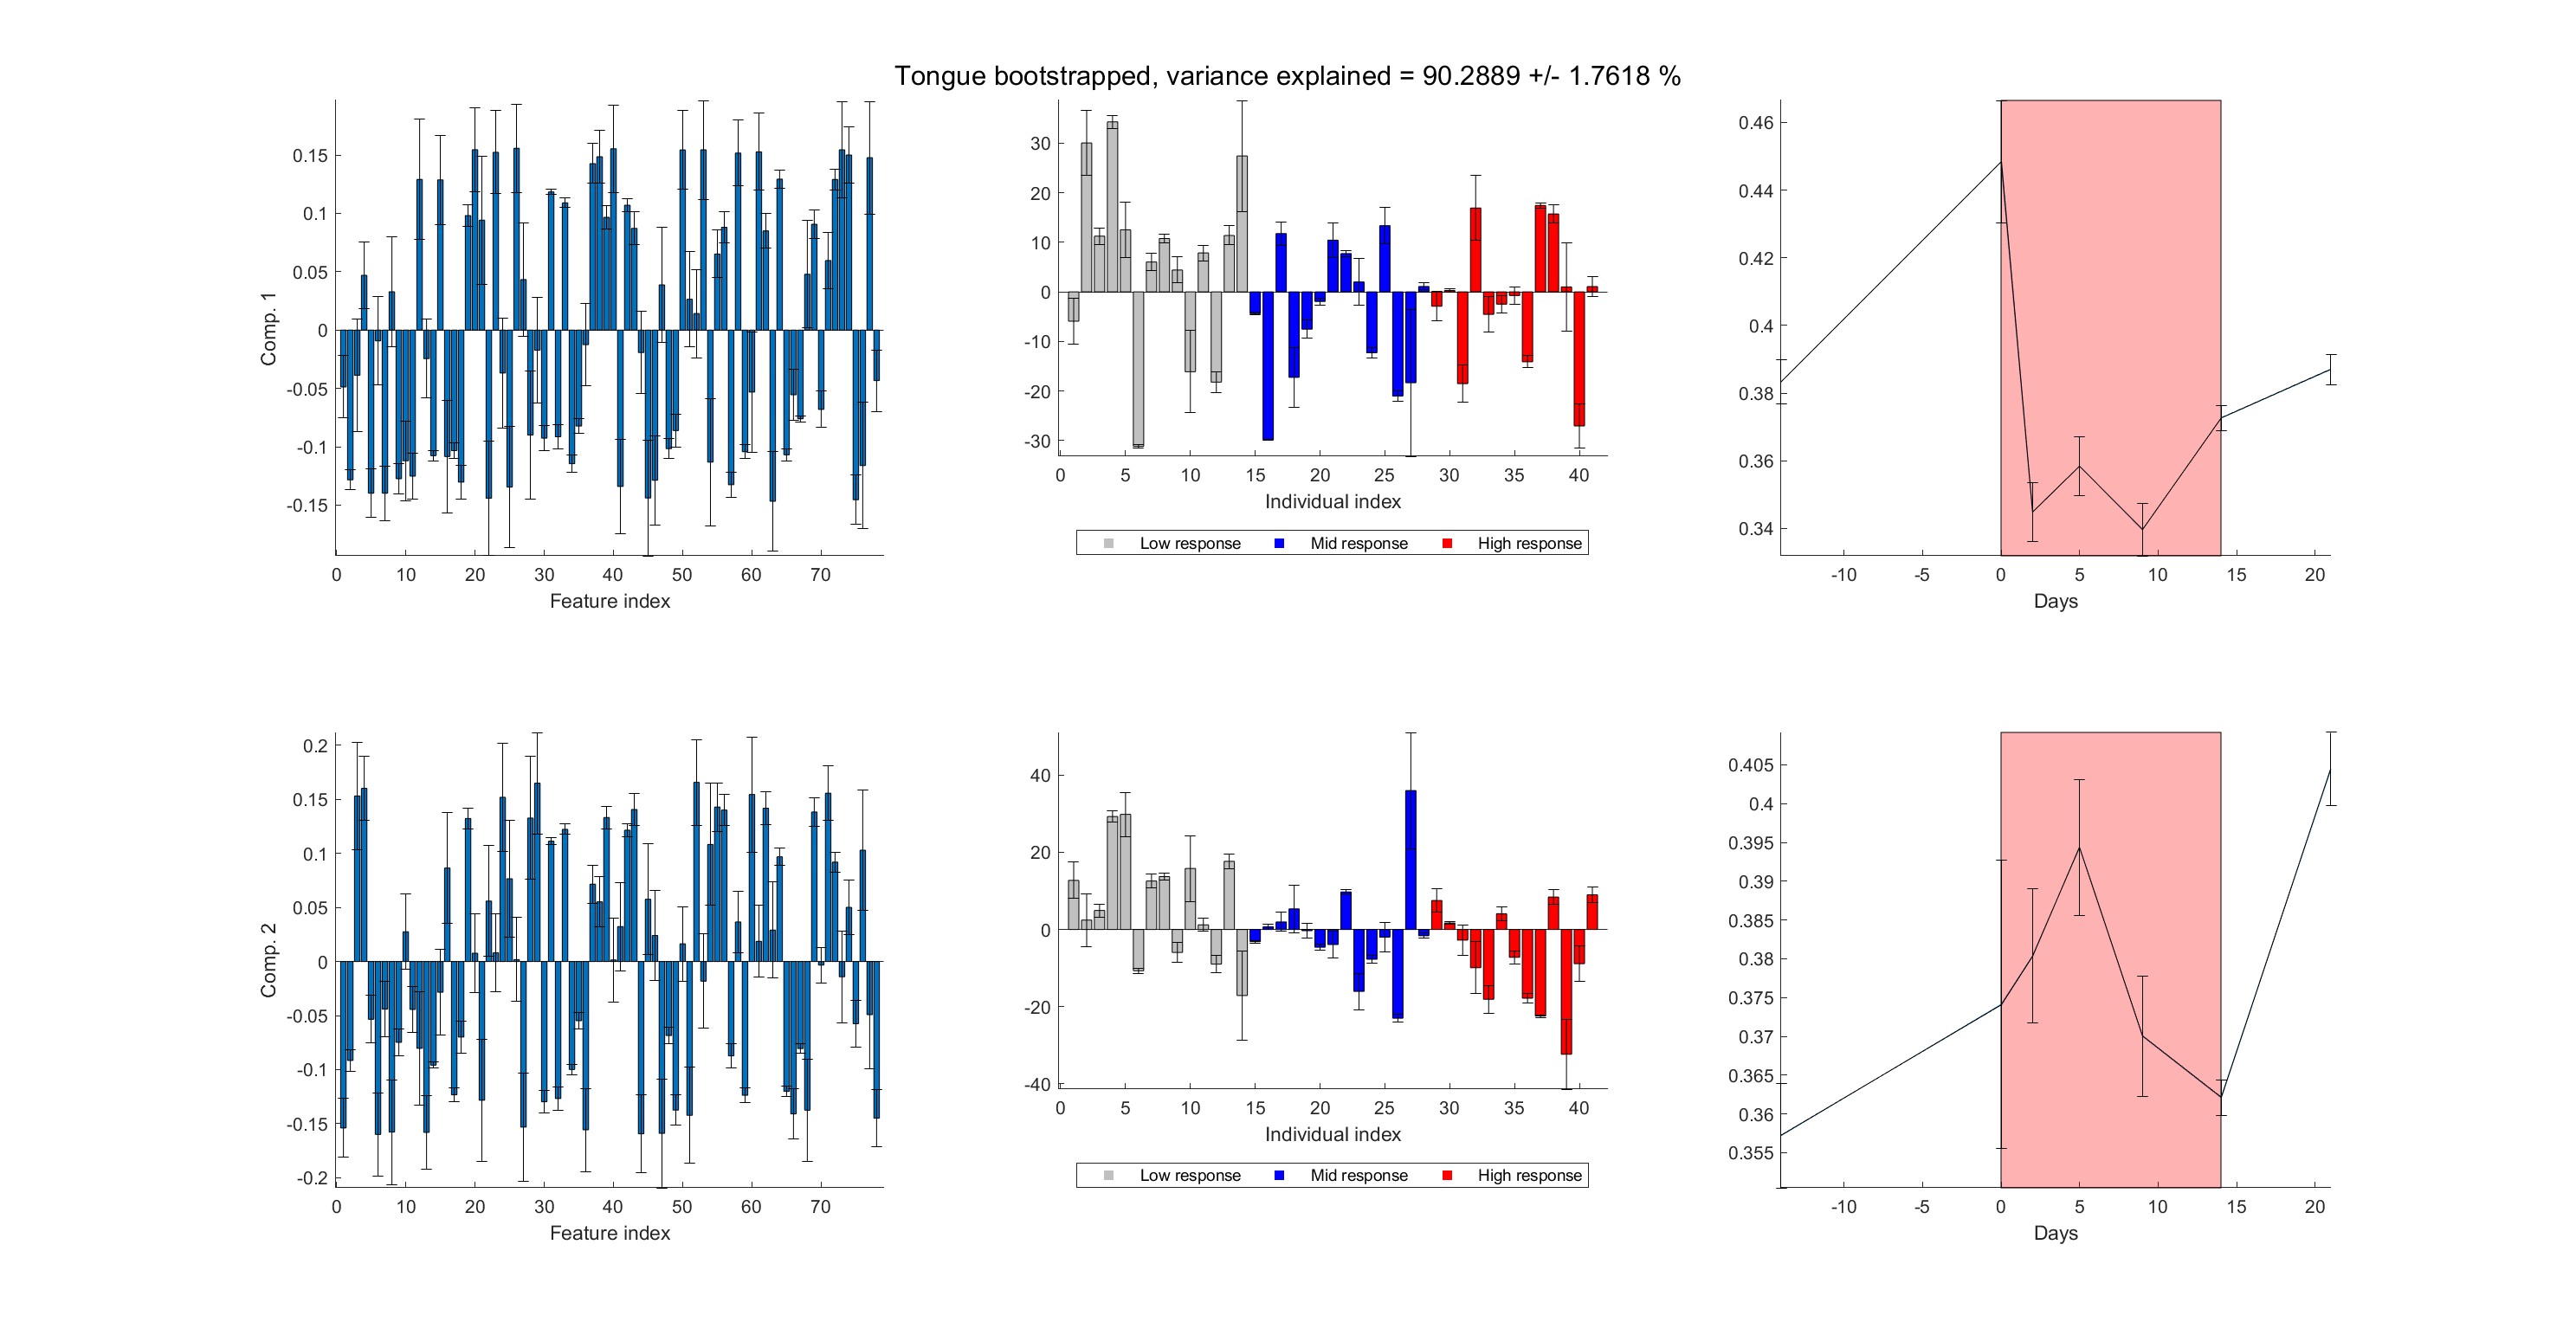 Tongue bootstrapped, variance explained = 90.2889 +/- 1.7618 %
Comp. 1
0.15
0.1
0.05
0
-0.05
-0.1
-0.15
0 10 20 30 40 50 60 70
Feature index
30
20
10
0
-10
-20
-30
0 5 10 15 20 25 30 35 40
Individual index
Low response Mid response High response
0.46
0.44
0.42
0.4
0.38
0.36
0.34
-10 -5 0 5 10 15 20
Days
Comp. 2
0.2
0.15
0.1
0.05
0
-0.05
-0.1
-0.15
-0.2
0 10 20 30 40 50 60 70
Feature index
40
20
0
-20
-40
0 5 10 15 20 25 30 35 40
Individual index
Low response Mid response High response
0.405
0.4
0.395
0.39
0.385
0.38
0.375
0.37
0.365
0.36
0.355
-10 -5 0 5 10 15 20
Days